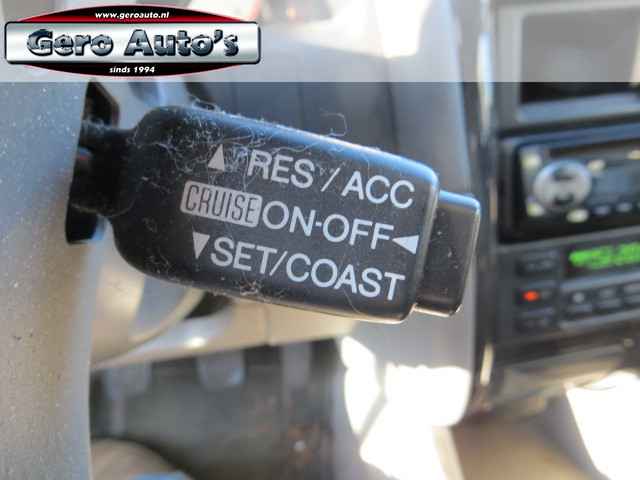 www.geroauto.nl
Gero Auto's
sinds 1994
▲ RES/ACC
CRUISE ON-OFF ◄
▼ SET/COAST